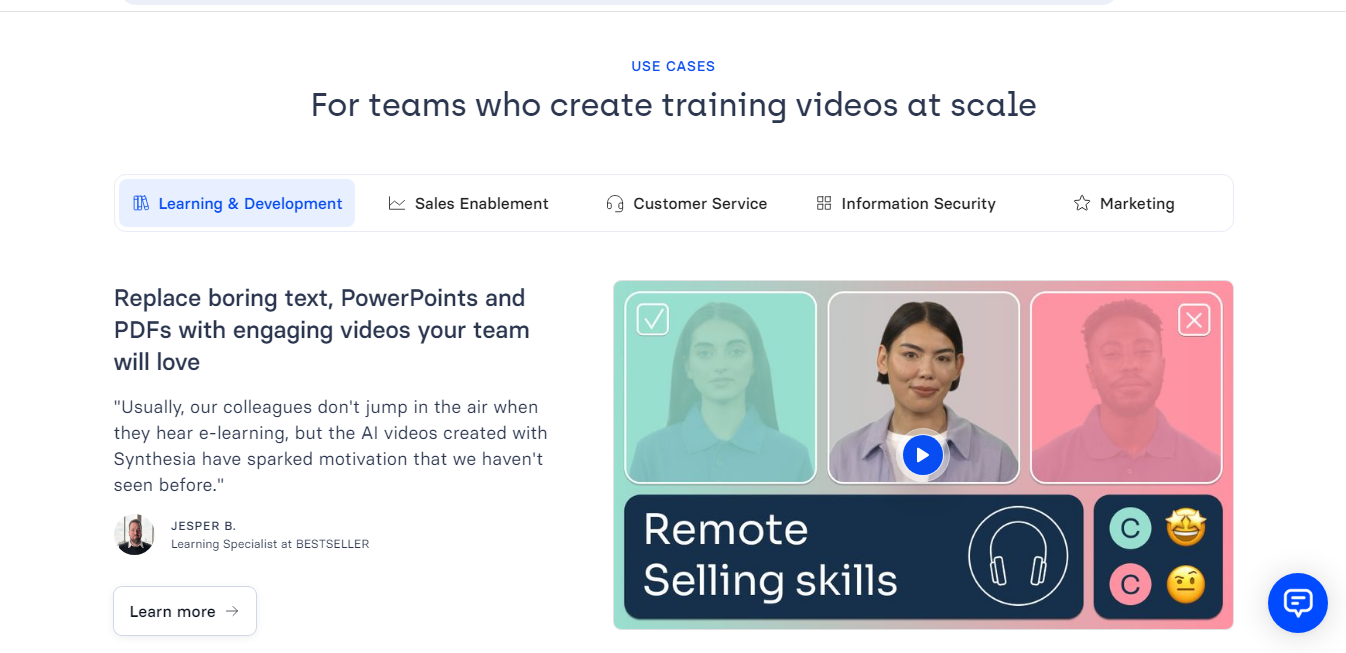 USE CASES
For teams who create training videos at scale
Learning & Development
Sales Enablement
Customer Service
Information Security
Marketing
Replace boring text, PowerPoints and
PDFs with engaging videos your team
will love
"Usually, our colleagues don't jump in the air when
they hear e-learning, but the AI videos created with
Synthesia have sparked motivation that we haven't
seen before."
JESPER B.
Learning Specialist at BESTSELLER
Learn more
Remote
Selling skills
C
C